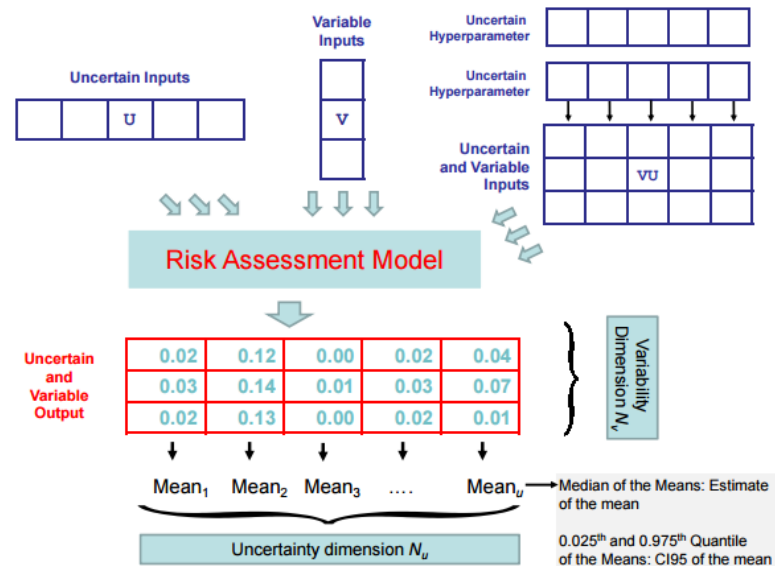 Variable
Inputs
Uncertain
Hyperparameter
Uncertain Inputs
Uncertain
Hyperparameter
U
V
Uncertain
and Variable
Inputs
VU
Risk Assessment Model
Uncertain
and
Variable
Output
0.02 0.12 0.00 0.02 0.04
0.03 0.14 0.01 0.03 0.07
0.02 0.13 0.00 0.02 0.01
Variability
Dimension Nv
Mean1 Mean2 Mean3 .... Meanu
Median of the Means: Estimate
of the mean
0.025th and 0.975th Quantile
of the Means: CI95 of the mean
Uncertainty dimension Nu